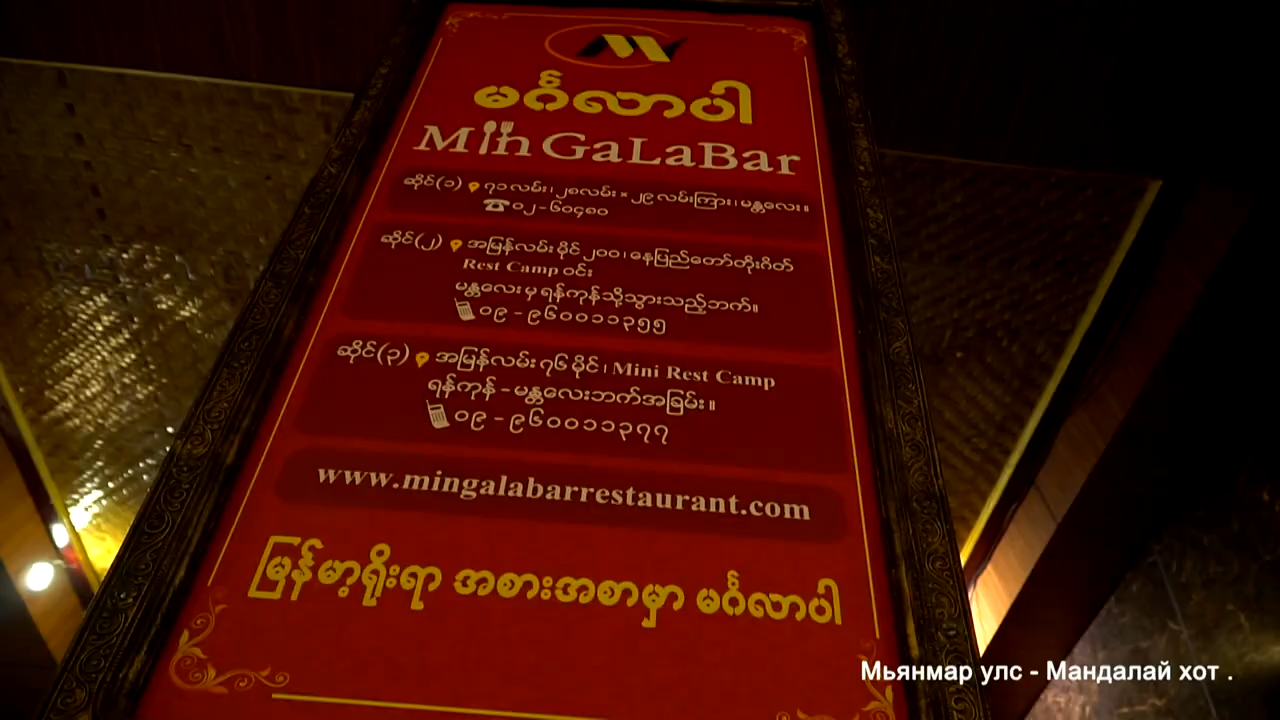 မင်္ဂလာပါ
MinGaLaBar
ဆိုင်(၁) ၇၁လမ်း၊ ၂၈လမ်း × ၂၉လမ်းကြား၊ မန္တလေး။
၀၂ - ၆၀၄၈၀
ဆိုင်(၂) အမြန်လမ်း မိုင်၂၀၀၊ နေပြည်တော်တိုးဂိတ်
Rest Camp ဝင်း
မန္တလေး မှ ရန်ကုန်သို့သွားသည့်ဘက်။
၀၉ - ၉၆၀၀၁၁၃၅၅
ဆိုင်(၃) အမြန်လမ်း ၇၆ မိုင်၊ Mini Rest Camp
ရန်ကုန် - မန္တလေးဘက်အခြမ်း။
၀၉ - ၉၆၀၀၁၁၃၇၇
www.mingalabarrestaurant.com
မြန်မာ့ရိုးရာ အစားအစာမှာ မင်္ဂလာပါ
Мьянмар улс - Мандалай хот .